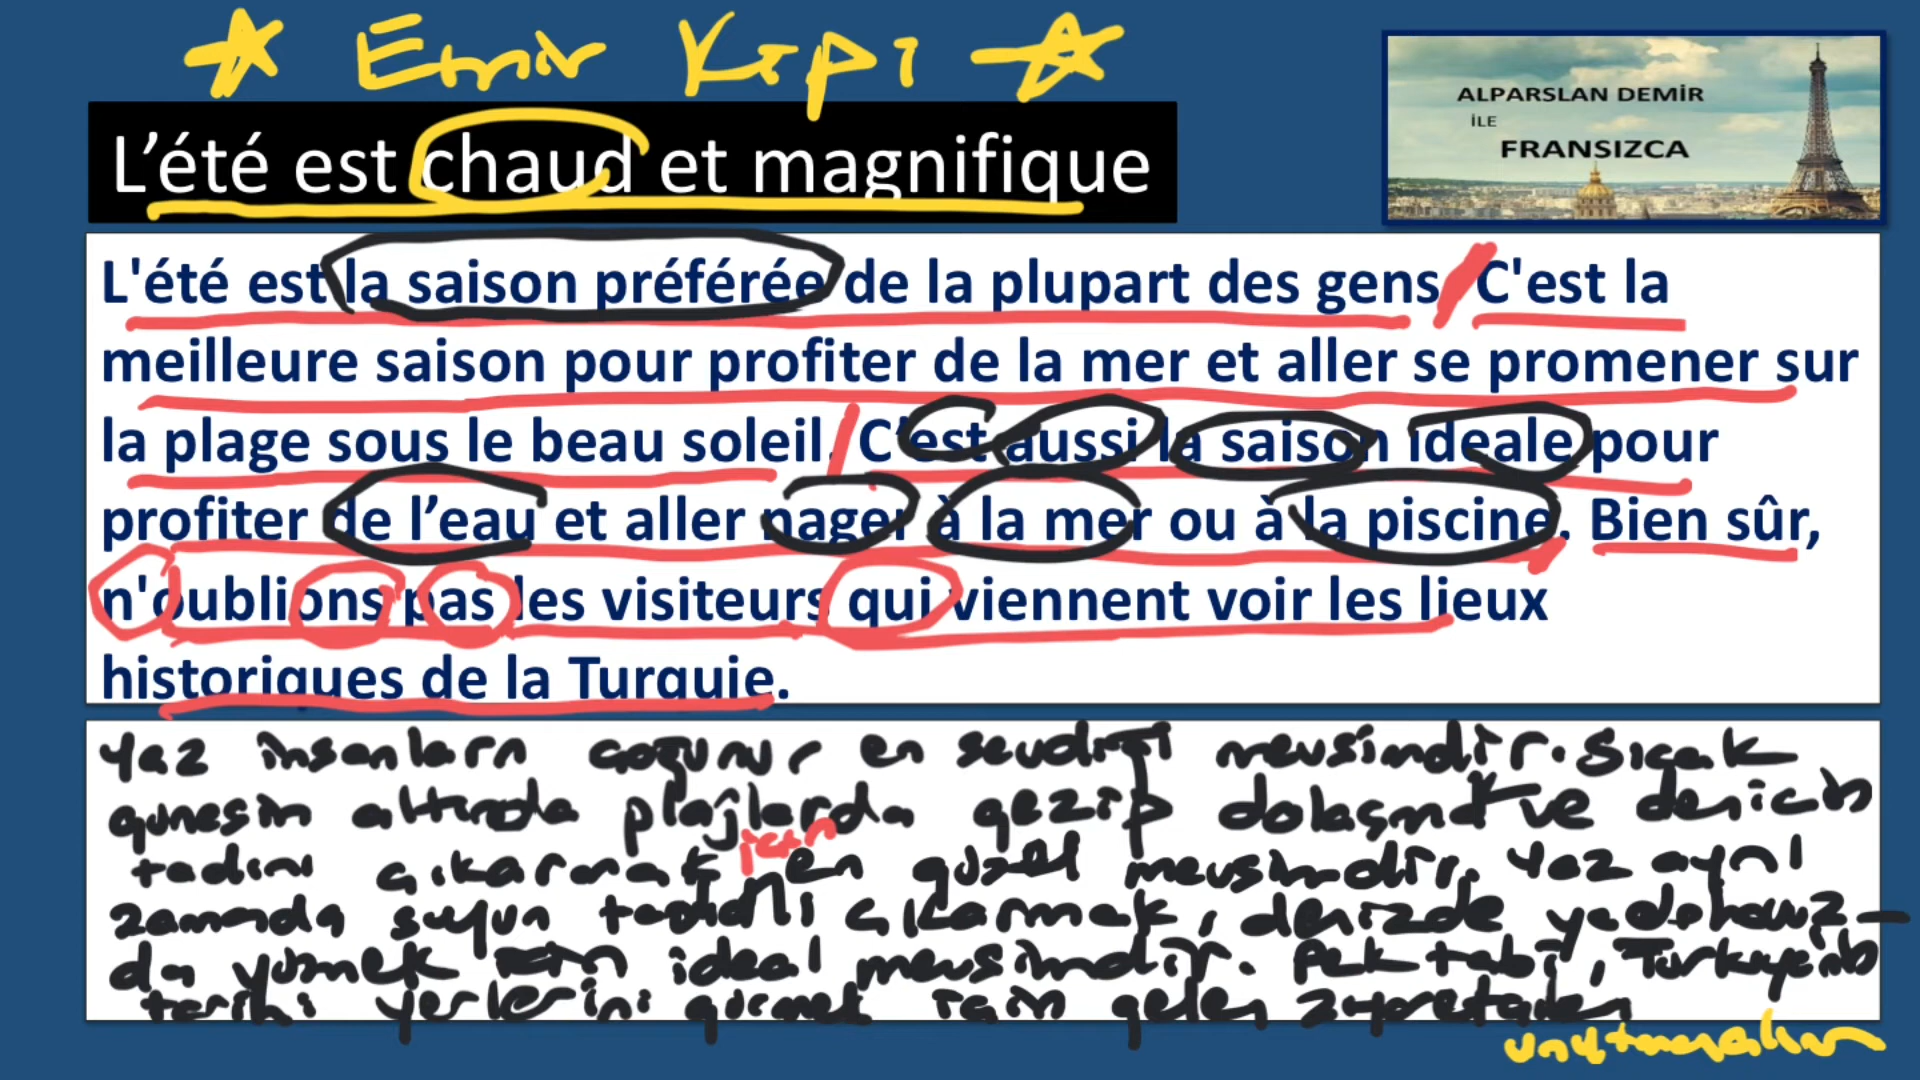 Emir Kıpı
ALPARSLAN DEMİR
İLE
FRANSIZCA
L’été est chaud et magnifique
L'été est la saison préférée de la plupart des gens. C'est la
meilleure saison pour profiter de la mer et aller se promener sur
la plage sous le beau soleil. C’est aussi la saison ideale pour
profiter de l’eau et aller nager à la mer ou à la piscine. Bien sûr,
n'oublions pas les visiteurs qui viennent voir les lieux
historiques de la Turquie.
Yaz insanların çoğunun en sevdiği mevsimdir. Sıcak
güneşin altında plajlarda gezip dolaşmak ve denizin
tadını çıkarmak için en güzel mevsimdir. Yaz aynı
zamanda suyun tadını çıkarmak, denizde yada havuz-
da yüzmek için ideal mevsimdir. Pek tabi, Türkiyenin
tarihi yerlerini görmek için gelen ziyaretçileri
unutmayalım